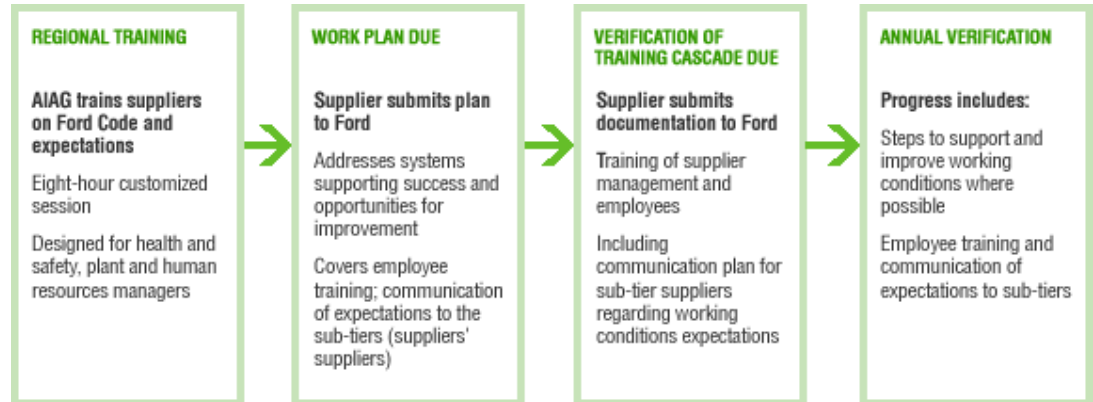 REGIONAL TRAINING
AIAG trains suppliers
on Ford Code and
expectations
Eight-hour customized
session
Designed for health and
safety, plant and human
resources managers
WORK PLAN DUE
Supplier submits plan
to Ford
Addresses systems
supporting success and
opportunities for
improvement
Covers employee
training; communication
of expectations to the
sub-tiers (suppliers'
suppliers)
VERIFICATION OF
TRAINING CASCADE DUE
Supplier submits
documentation to Ford
Training of supplier
management and
employees
Including
communication plan for
sub-tier suppliers
regarding working
conditions expectations
ANNUAL VERIFICATION
Progress includes:
Steps to support and
improve working
conditions where
possible
Employee training and
communication of
expectations to sub-tiers